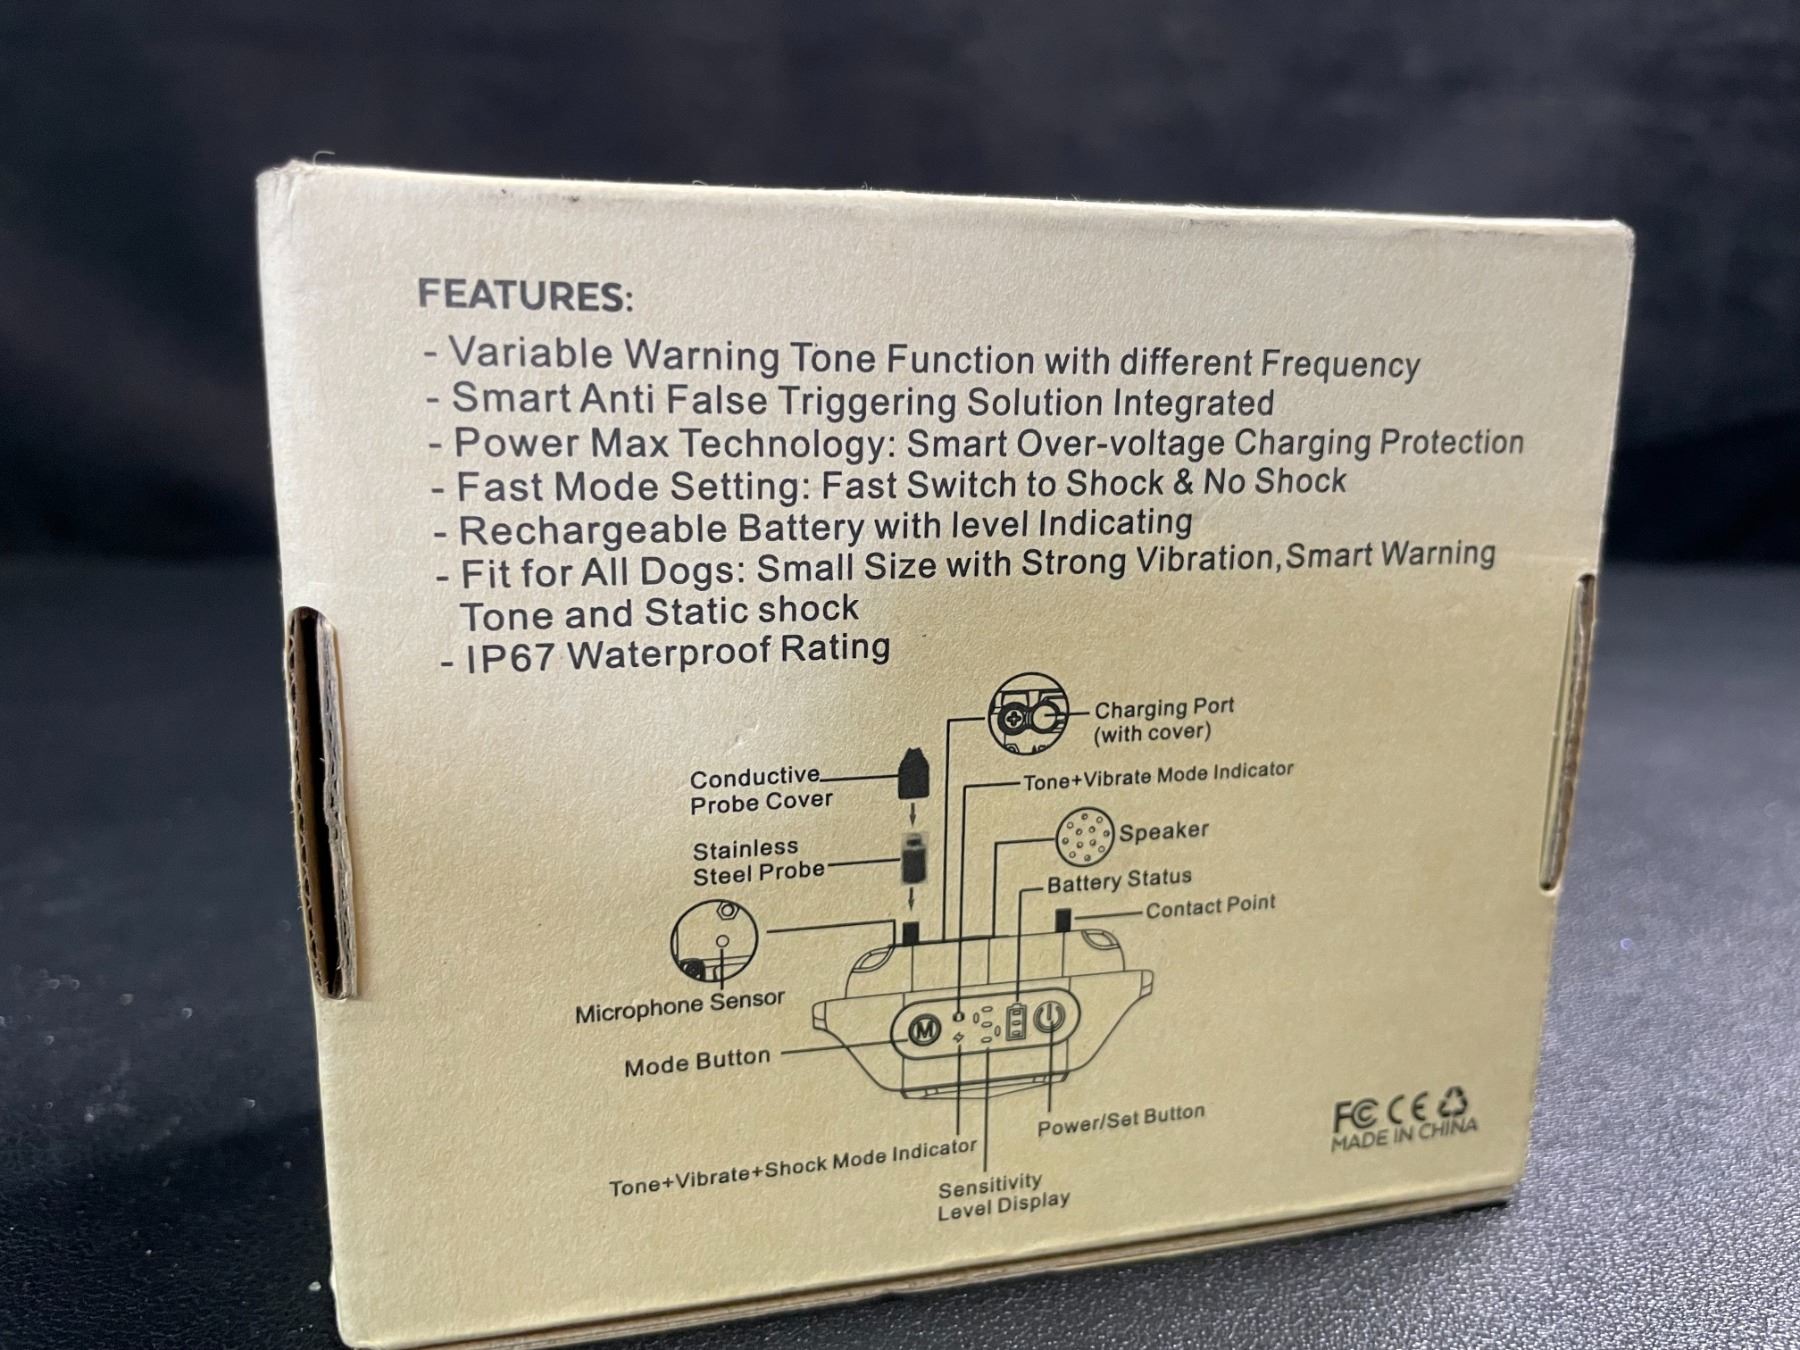 FEATURES:
- Variable Warning Tone Function with different Frequency
- Smart Anti False Triggering Solution Integrated
- Power Max Technology: Smart Over-voltage Charging Protection
- Fast Mode Setting: Fast Switch to Shock & No Shock
- Rechargeable Battery with level Indicating
- Fit for All Dogs: Small Size with Strong Vibration,Smart Warning
Tone and Static shock
- IP67 Waterproof Rating
Charging Port
(with cover)
Conductive
Probe Cover
Tone+Vibrate Mode Indicator
Speaker
Stainless
Steel Probe
Battery Status
Contact Point
Microphone Sensor
M
Mode Button
Power/Set Button
Tone+Vibrate+Shock Mode Indicator
Sensitivity
Level Display
FC CE
MADE IN CHINA